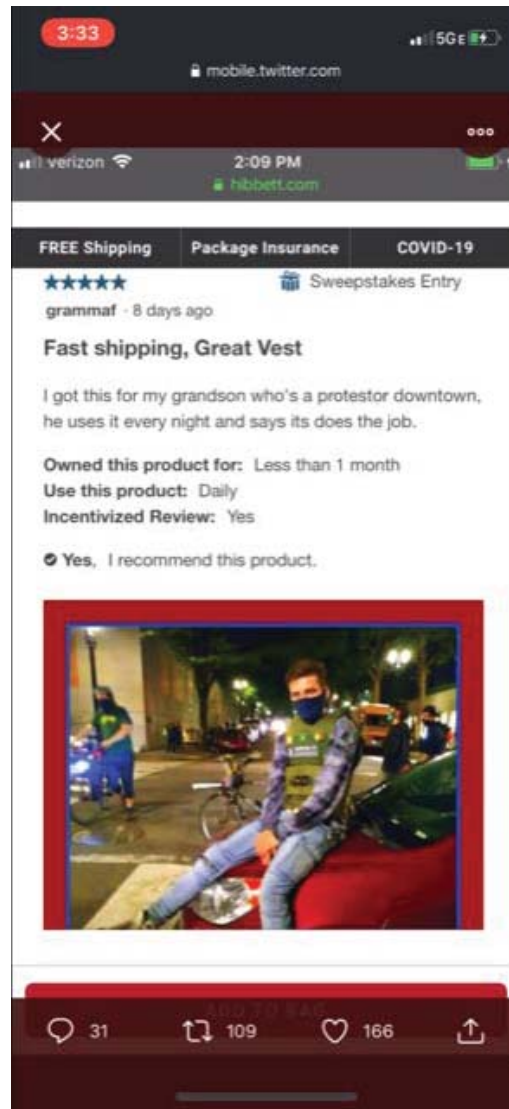 3:33
5GE
mobile.twitter.com
verizon
2:09 PM
hibbett.com
FREE Shipping
Package Insurance
COVID-19
Sweepstakes Entry
grammaf · 8 days ago
Fast shipping, Great Vest
I got this for my grandson who's a protestor downtown,
he uses it every night and says its does the job.
Owned this product for: Less than 1 month
Use this product: Daily
Incentivized Review: Yes
Yes, I recommend this product.
ADD TO BAG
31
109
166